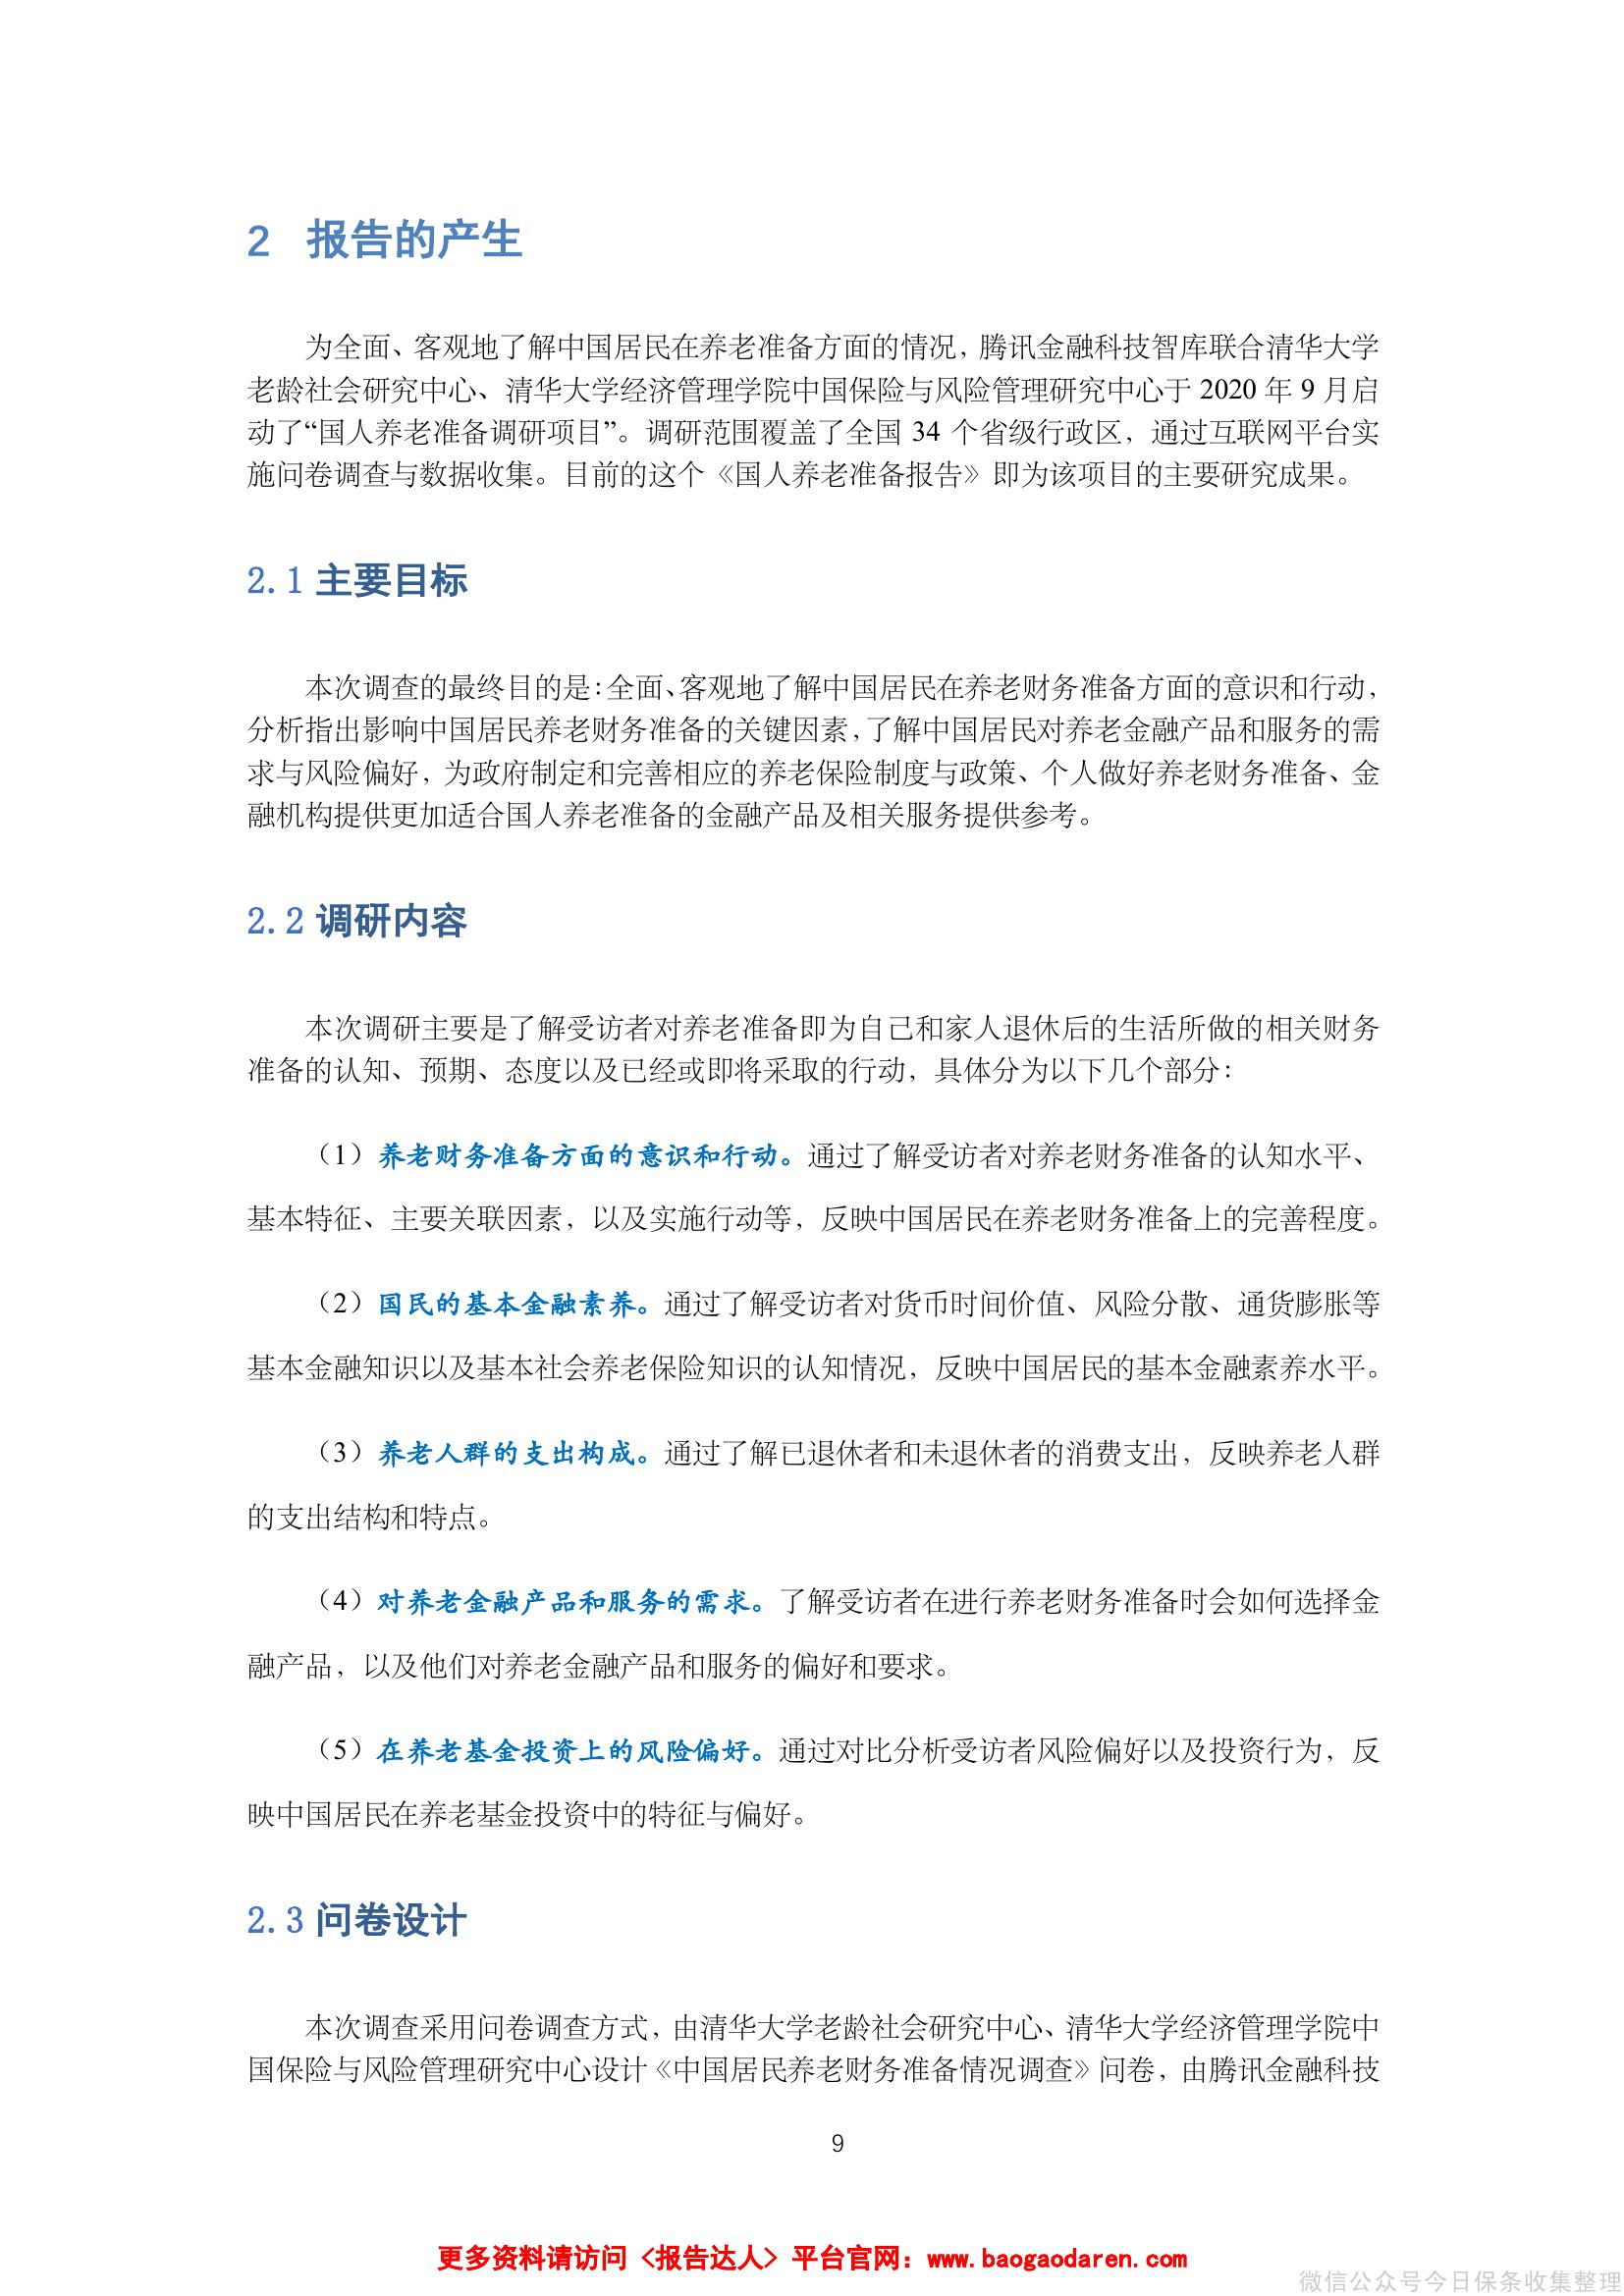 2 报告的产生
为全面、客观地了解中国居民在养老准备方面的情况，腾讯金融科技智库联合清华大学
老龄社会研究中心、清华大学经济管理学院中国保险与风险管理研究中心于 2020 年 9 月启
动了“国人养老准备调研项目”。调研范围覆盖了全国 34 个省级行政区，通过互联网平台实
施问卷调查与数据收集。目前的这个《国人养老准备报告》即为该项目的主要研究成果。
2.1 主要目标
本次调查的最终目的是：全面、客观地了解中国居民在养老财务准备方面的意识和行动，
分析指出影响中国居民养老财务准备的关键因素，了解中国居民对养老金融产品和服务的需
求与风险偏好，为政府制定和完善相应的养老保险制度与政策、个人做好养老财务准备、金
融机构提供更加适合国人养老准备的金融产品及相关服务提供参考。
2.2 调研内容
本次调研主要是了解受访者对养老准备即为自己和家人退休后的生活所做的相关财务
准备的认知、预期、态度以及已经或即将采取的行动，具体分为以下几个部分：
（1）养老财务准备方面的意识和行动。通过了解受访者对养老财务准备的认知水平、
基本特征、主要关联因素，以及实施行动等，反映中国居民在养老财务准备上的完善程度。
（2）国民的基本金融素养。通过了解受访者对货币时间价值、风险分散、通货膨胀等
基本金融知识以及基本社会养老保险知识的认知情况，反映中国居民的基本金融素养水平。
（3）养老人群的支出构成。通过了解已退休者和未退休者的消费支出，反映养老人群
的支出结构和特点。
（4）对养老金融产品和服务的需求。了解受访者在进行养老财务准备时会如何选择金
融产品，以及他们对养老金融产品和服务的偏好和要求。
（5）在养老基金投资上的风险偏好。通过对比分析受访者风险偏好以及投资行为，反
映中国居民在养老基金投资中的特征与偏好。
2.3 问卷设计
本次调查采用问卷调查方式，由清华大学老龄社会研究中心、清华大学经济管理学院中
国保险与风险管理研究中心设计《中国居民养老财务准备情况调查》问卷，由腾讯金融科技
9
更多资料请访问〈报告达人〉平台官网：www.baogaodaren.com
微信公众号今日保条收集整理